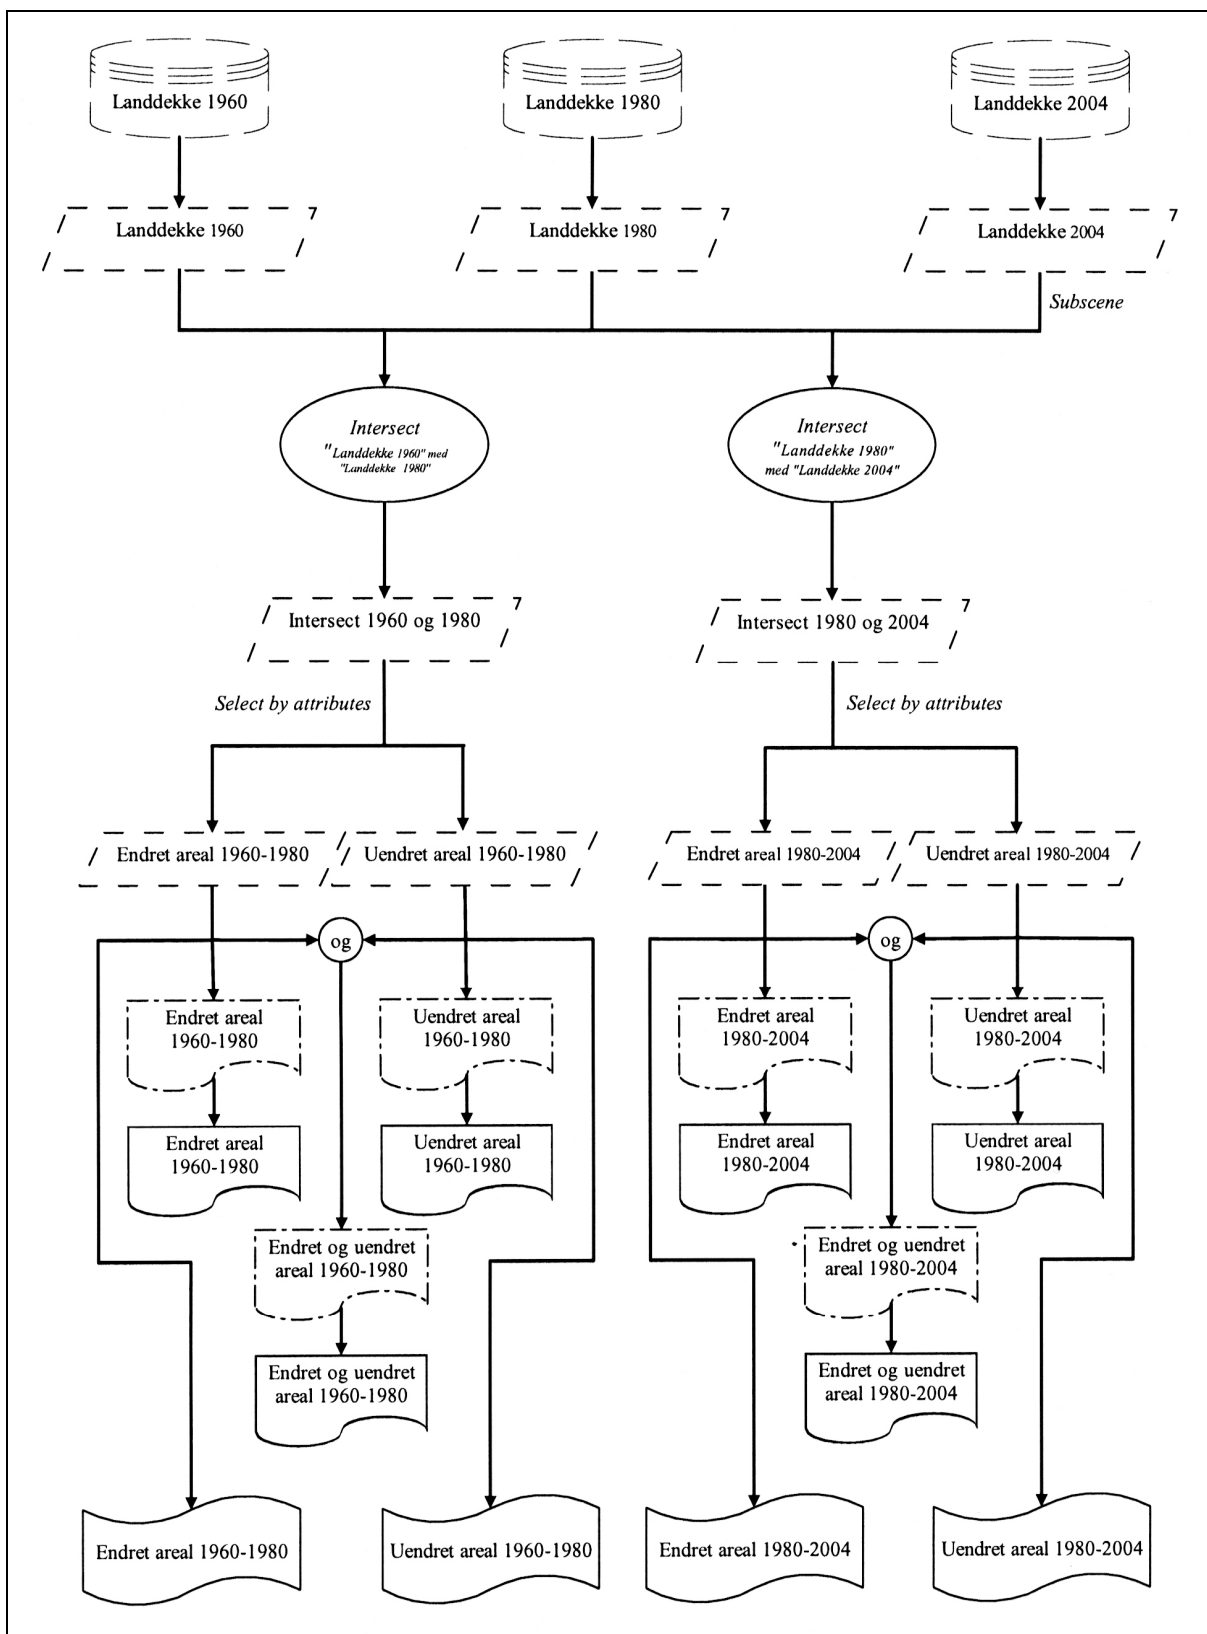 Landdekke 1960
Landdekke 1980
Landdekke 2004
Landdekke 1960
Landdekke 1980
Landdekke 2004
Subscene
Intersect
"Landdekke 1960" med
"Landdekke 1980"
Intersect
"Landdekke 1980"
med "Landdekke 2004"
Intersect 1960 og 1980
Intersect 1980 og 2004
Select by attributes
Select by attributes
Endret areal 1960-1980
Uendret areal 1960-1980
Endret areal 1980-2004
Uendret areal 1980-2004
og
og
Endret areal
1960-1980
Uendret areal
1960-1980
Endret areal
1980-2004
Uendret areal
1980-2004
Endret areal
1960-1980
Uendret areal
1960-1980
Endret areal
1980-2004
Uendret areal
1980-2004
Endret og uendret
areal 1960-1980
Endret og uendret
areal 1980-2004
Endret og uendret
areal 1960-1980
Endret og uendret
areal 1980-2004
Endret areal 1960-1980
Uendret areal 1960-1980
Endret areal 1980-2004
Uendret areal 1980-2004